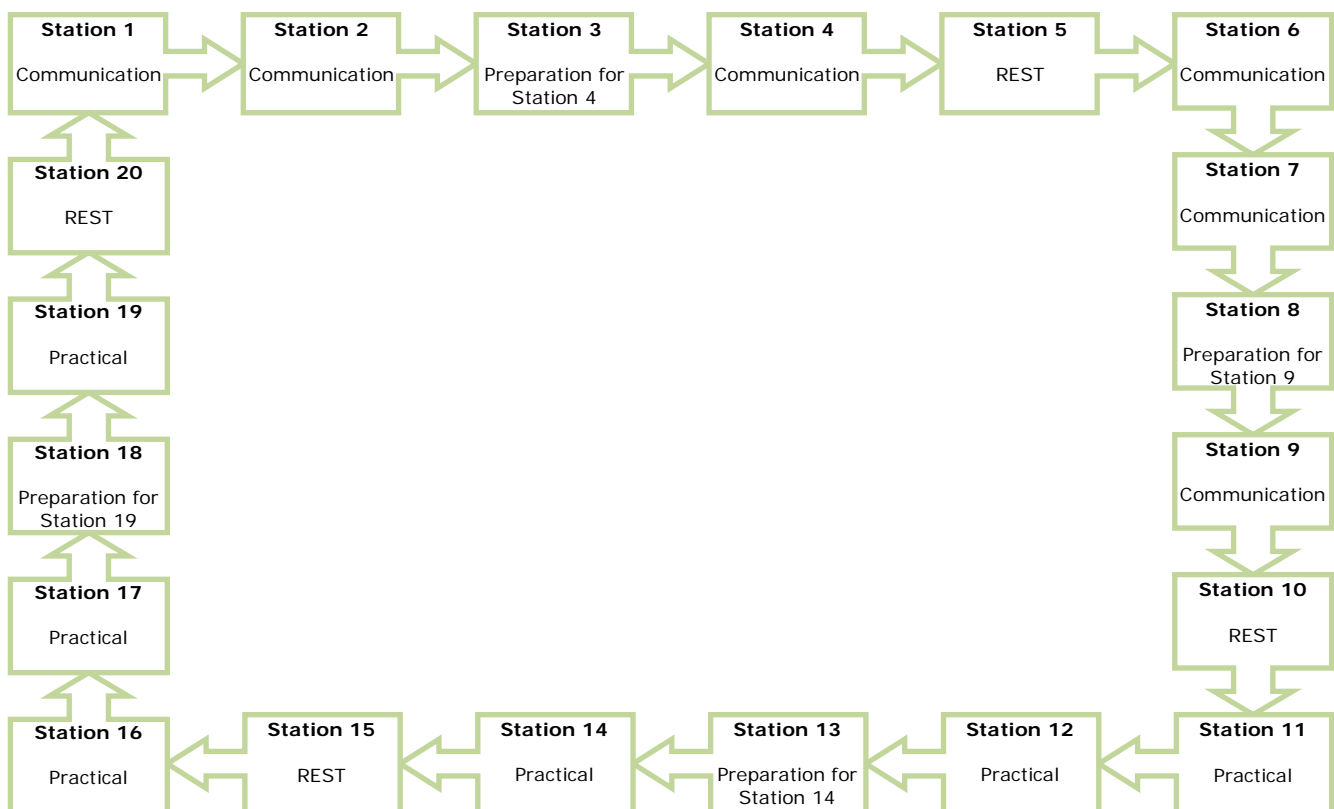 Station 1
Communication
Station 2
Communication
Station 3
Preparation for
Station 4
Station 4
Communication
Station 5
REST
Station 6
Communication
Station 7
Communication
Station 8
Preparation for
Station 9
Station 9
Communication
Station 10
REST
Station 11
Practical
Station 12
Practical
Station 13
Preparation for
Station 14
Station 14
Practical
Station 15
REST
Station 16
Practical
Station 17
Practical
Station 18
Preparation for
Station 19
Station 19
Practical
Station 20
REST